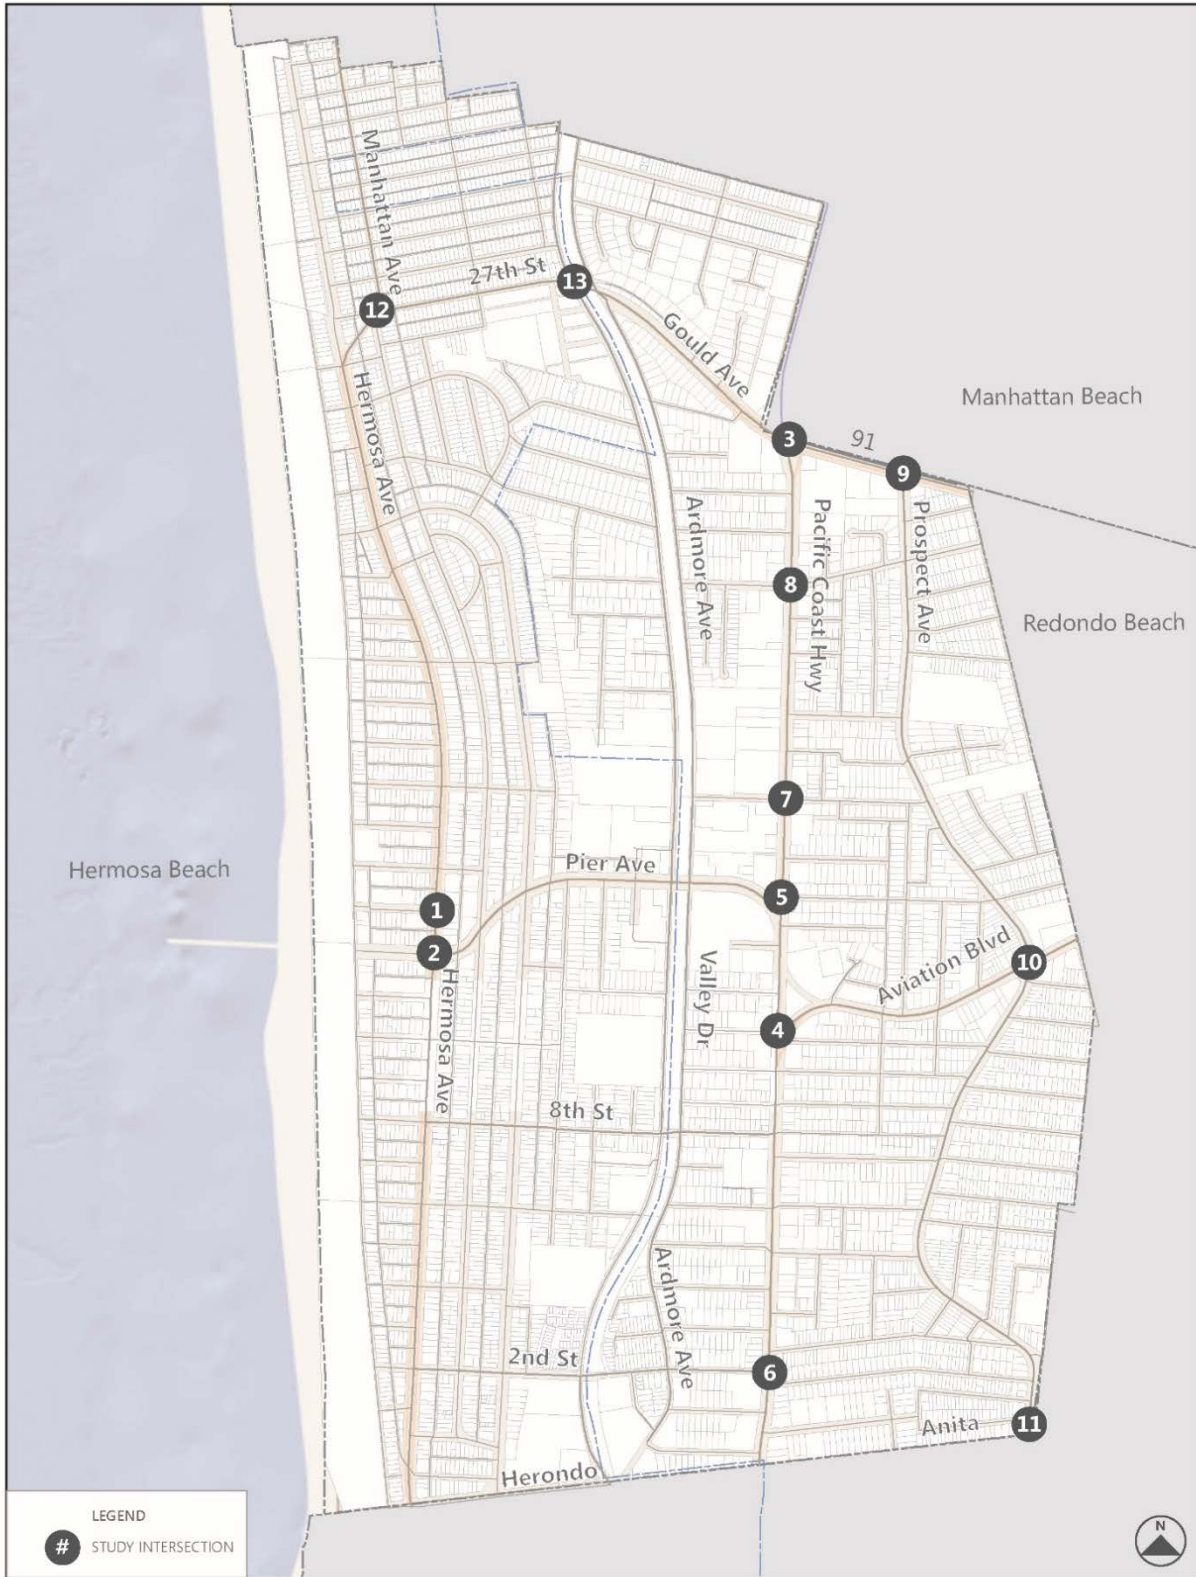 Manhattan Ave
27th St
13
12
Gould Ave
Hermosa Ave
Manhattan Beach
3
91
9
Ardmore Ave
Pacific Coast Hwy
Prospect Ave
8
Redondo Beach
7
Hermosa Beach
Pier Ave
5
1
2
Hermosa Ave
Valley Dr
Aviation Blvd
10
4
8th St
Ardmore Ave
2nd St
6
Anita
11
Herondo
LEGEND
# STUDY INTERSECTION
N